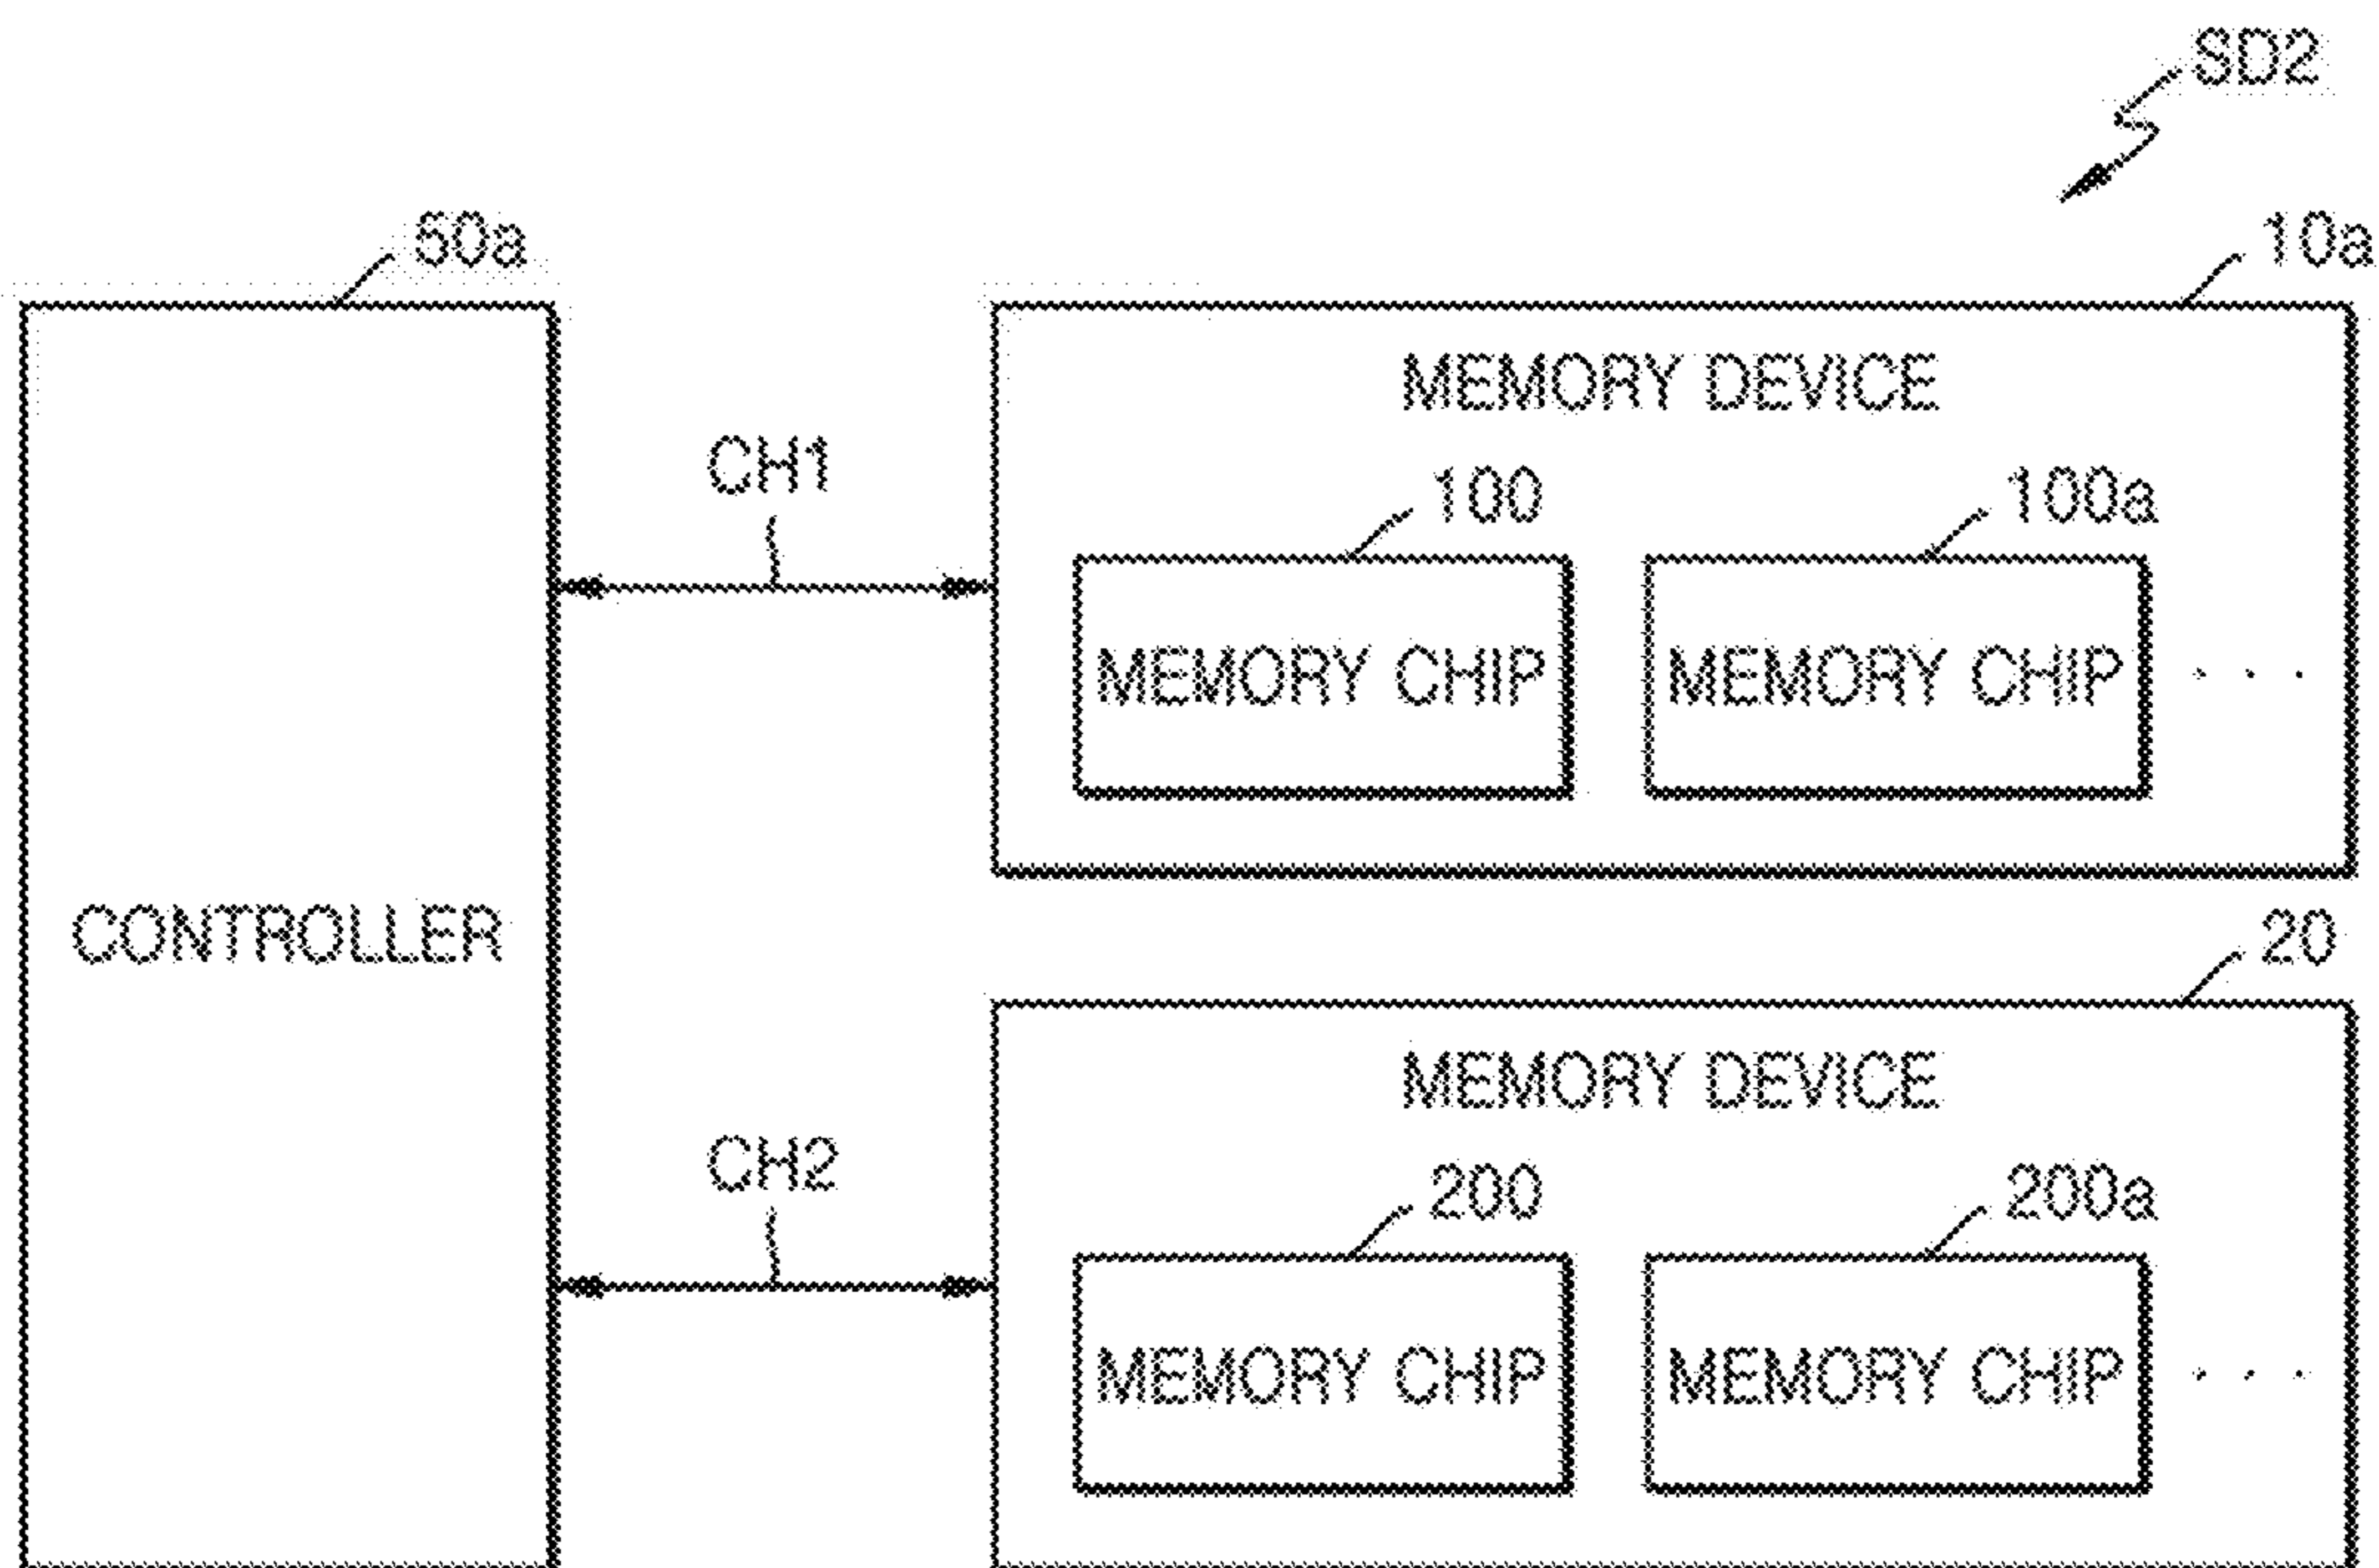 SD2
50a
10a
MEMORY DEVICE
CH1
100
100a
MEMORY CHIP
MEMORY CHIP
. . .
CONTROLLER
20
MEMORY DEVICE
CH2
200
200a
MEMORY CHIP
MEMORY CHIP
. . .